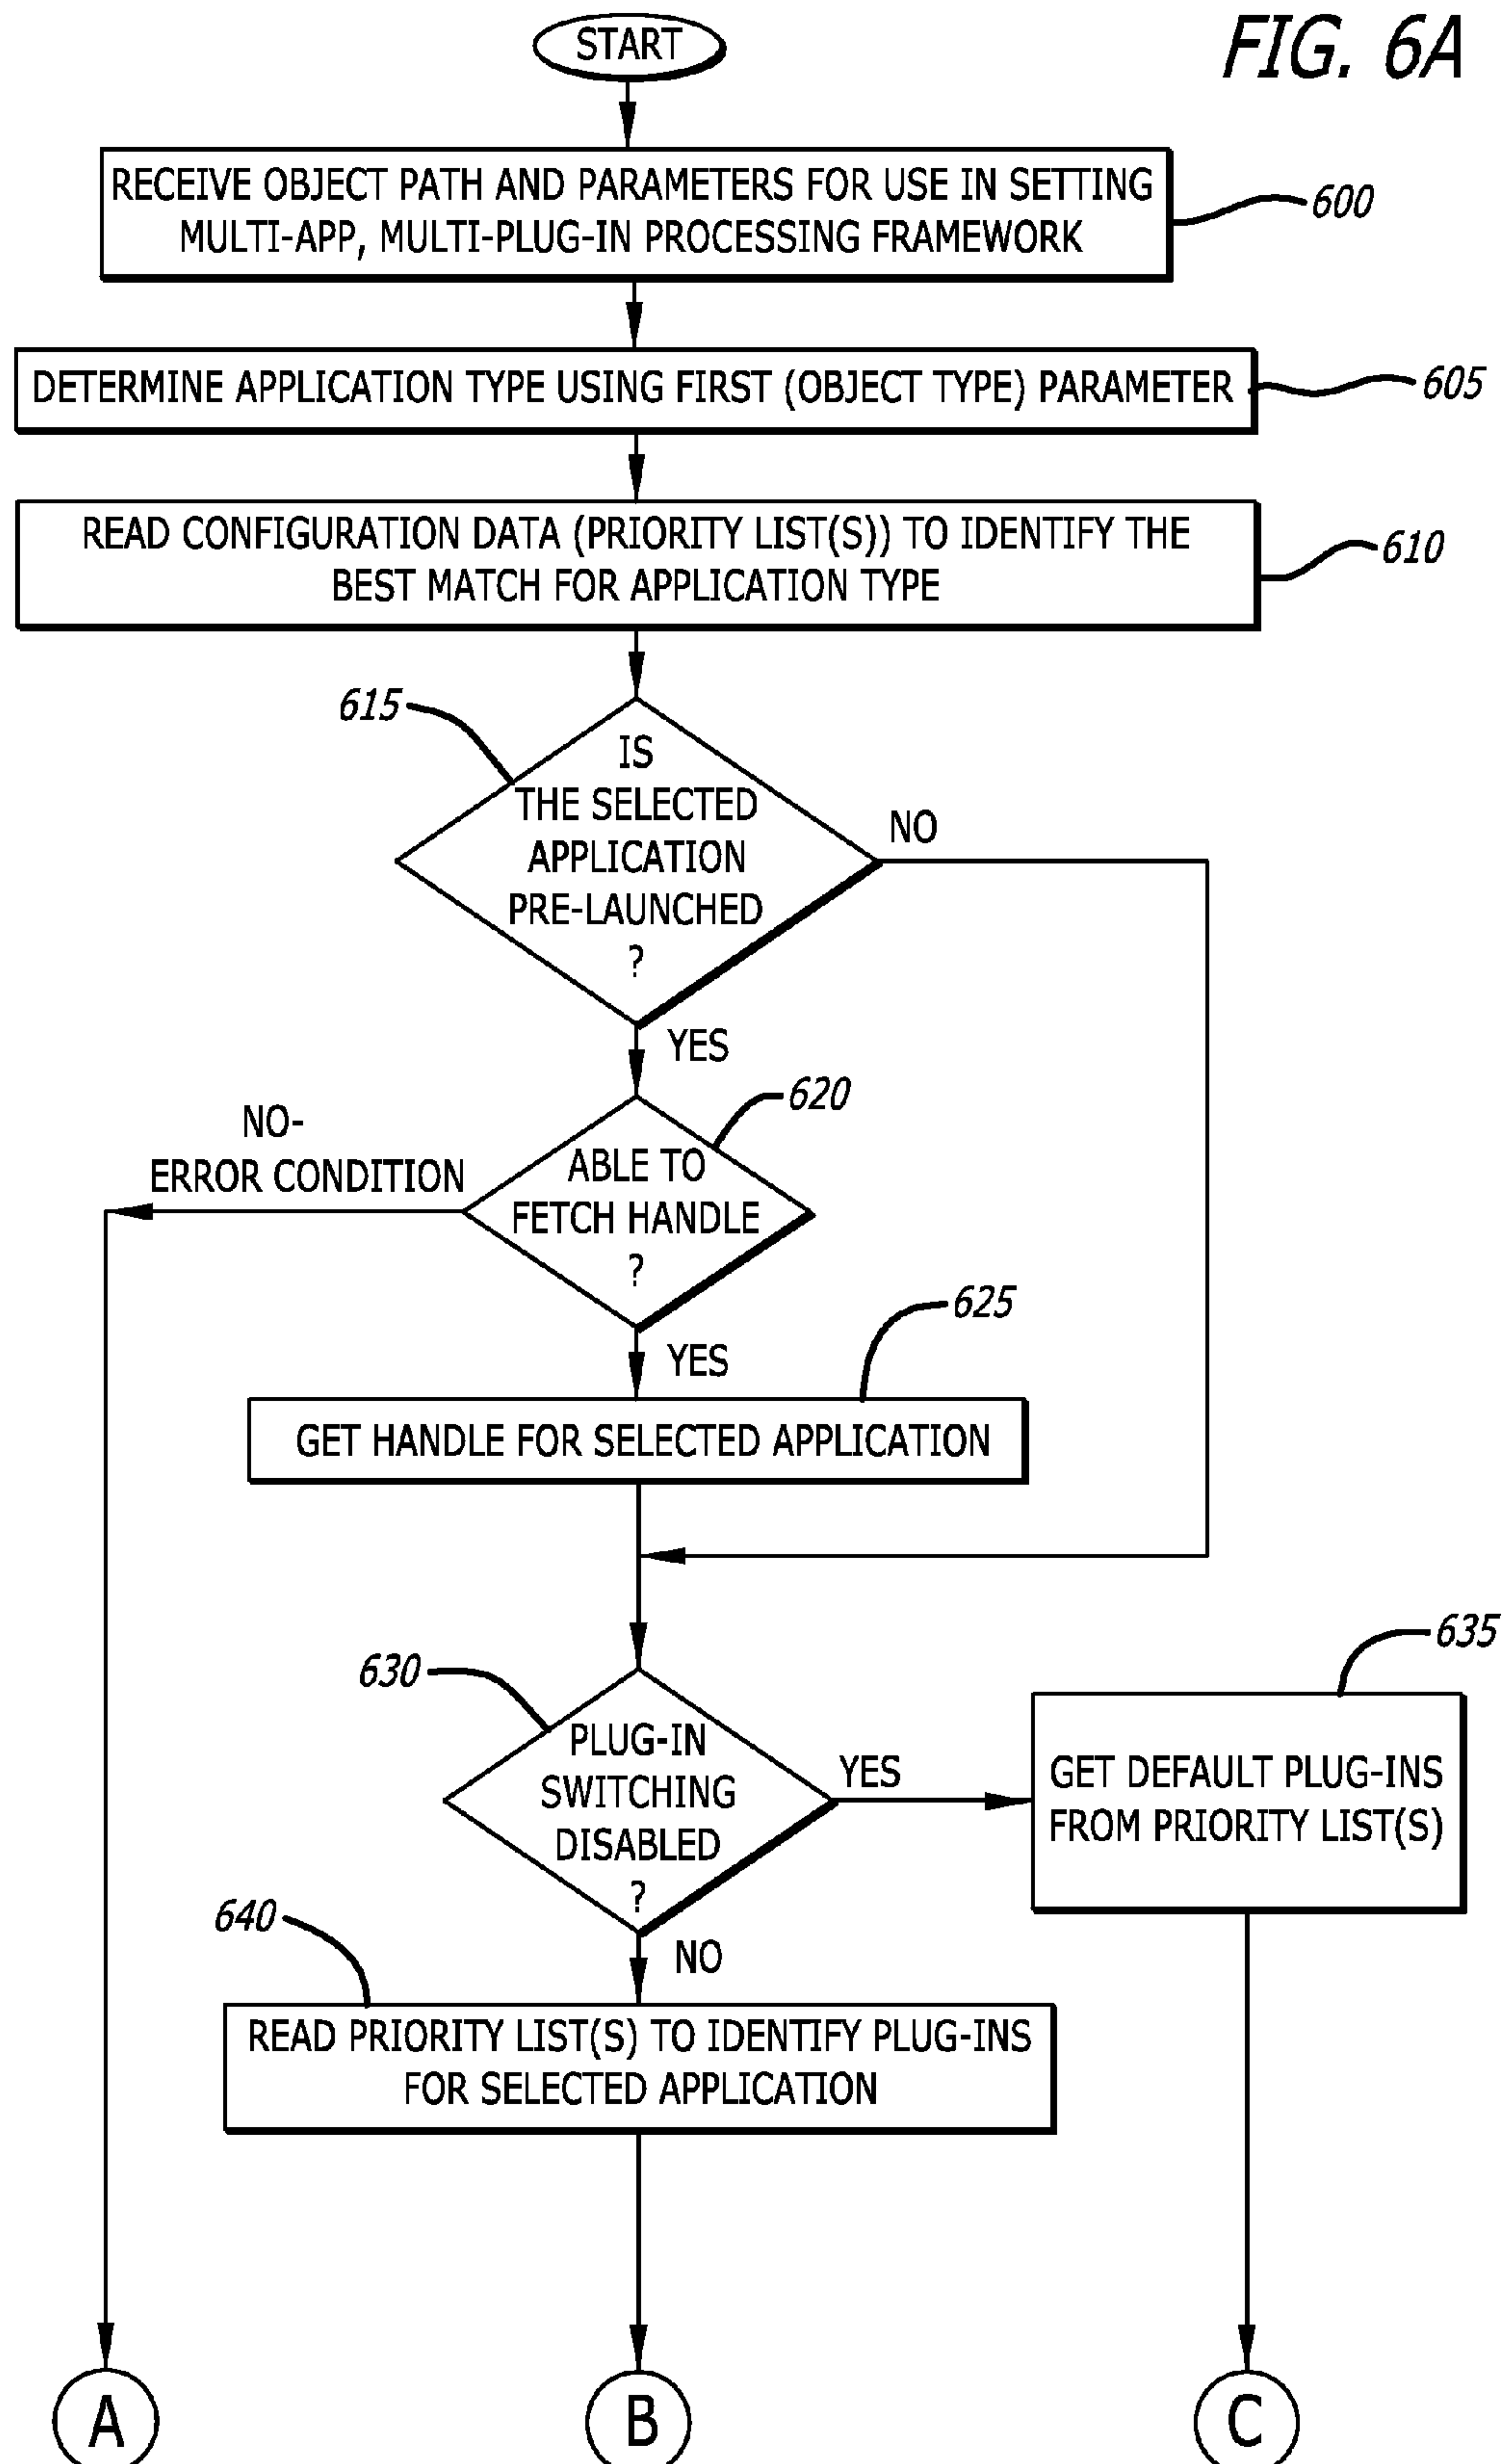 FIG. 6A
START
RECEIVE OBJECT PATH AND PARAMETERS FOR USE IN SETTING
MULTI-APP, MULTI-PLUG-IN PROCESSING FRAMEWORK
600
DETERMINE APPLICATION TYPE USING FIRST (OBJECT TYPE) PARAMETER
605
READ CONFIGURATION DATA (PRIORITY LIST(S)) TO IDENTIFY THE
BEST MATCH FOR APPLICATION TYPE
610
615
IS
THE SELECTED
APPLICATION
PRE-LAUNCHED
?
NO
YES
620
NO-
ERROR CONDITION
ABLE TO
FETCH HANDLE
?
YES
625
GET HANDLE FOR SELECTED APPLICATION
630
PLUG-IN
SWITCHING
DISABLED
?
YES
635
GET DEFAULT PLUG-INS
FROM PRIORITY LIST(S)
NO
640
READ PRIORITY LIST(S) TO IDENTIFY PLUG-INS
FOR SELECTED APPLICATION
A
B
C